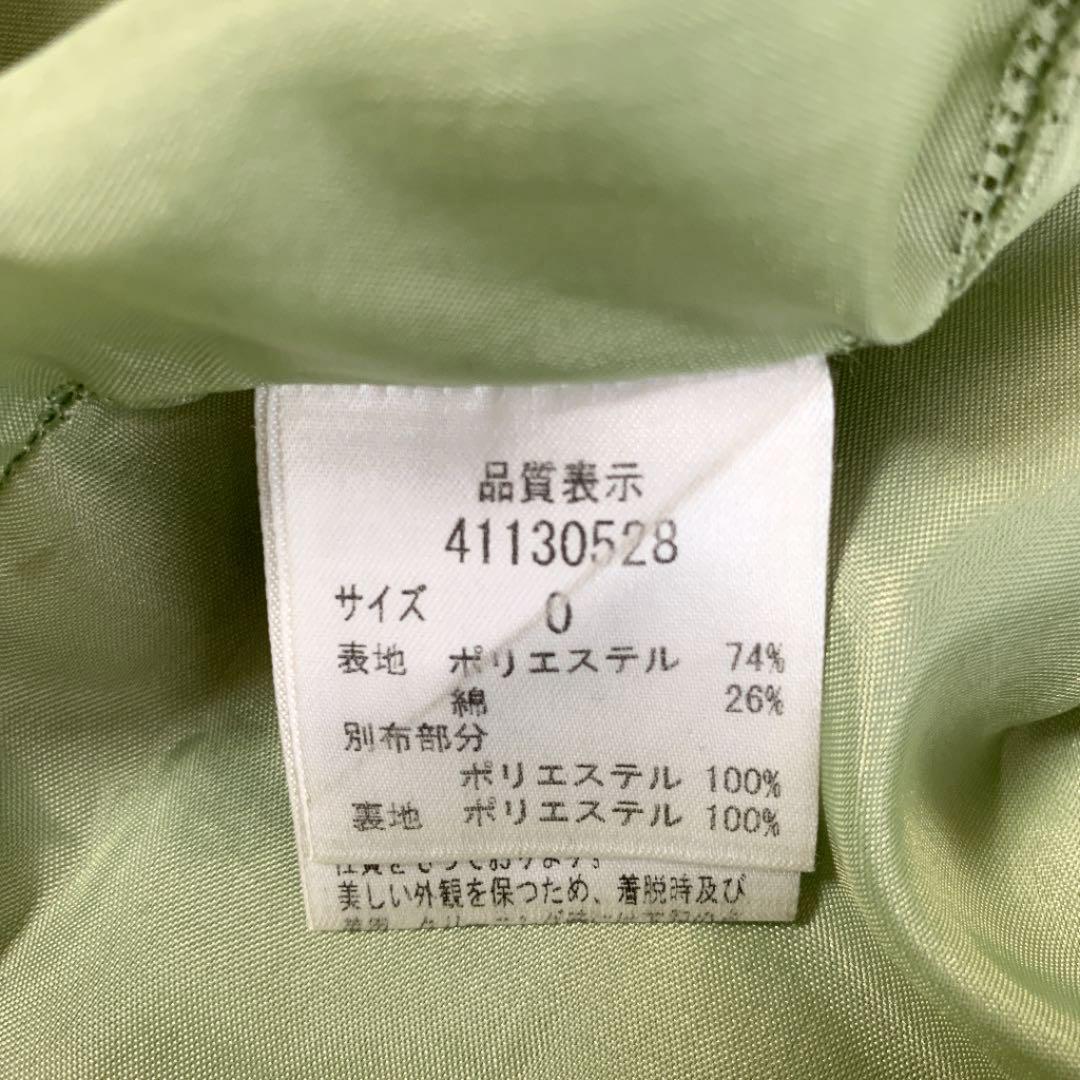 品質表示
41130528
サイズ 0
表地 ポリエステル 74%
綿 26%
別布部分
ポリエステル 100%
裏地 ポリエステル 100%
美しい外観を保つため、着脱時及び